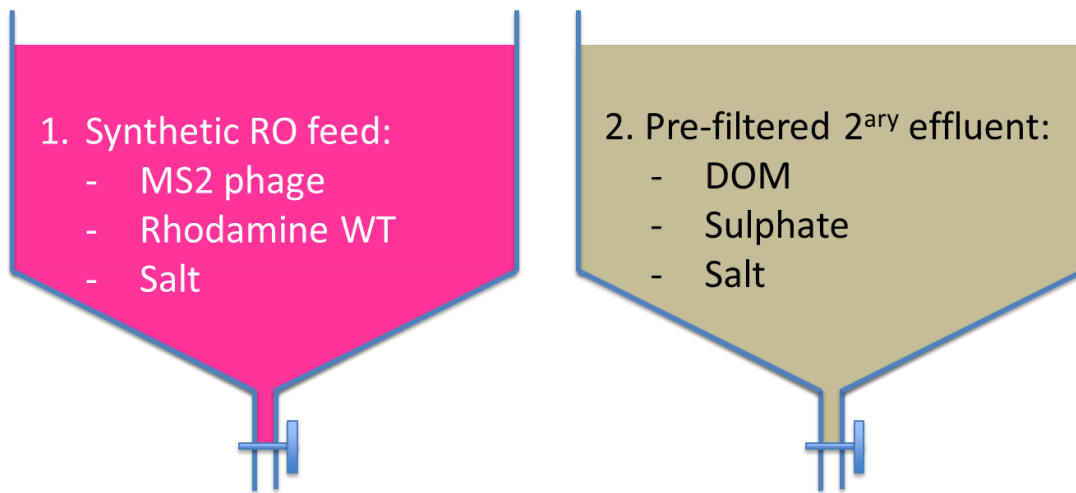 1. Synthetic RO feed:
- MS2 phage
- Rhodamine WT
- Salt
2. Pre-filtered 2ary effluent:
- DOM
- Sulphate
- Salt